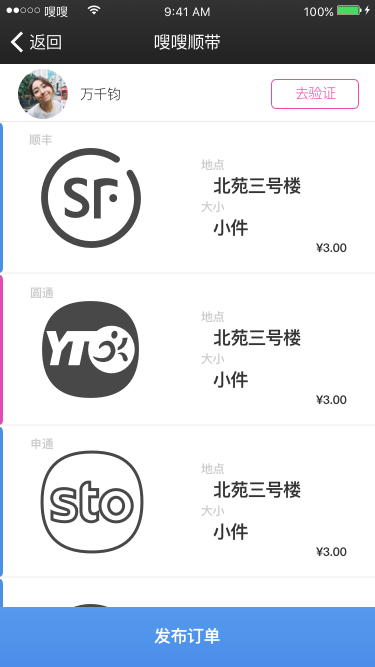 嗖嗖 9:41 AM 100%
返回 嗖嗖顺带
万千钧 去验证
顺丰
SF
地点
北苑三号楼
大小
小件
¥3.00
圆通
YTO
地点
北苑三号楼
大小
小件
¥3.00
申通
sto
地点
北苑三号楼
大小
小件
¥3.00
发布订单